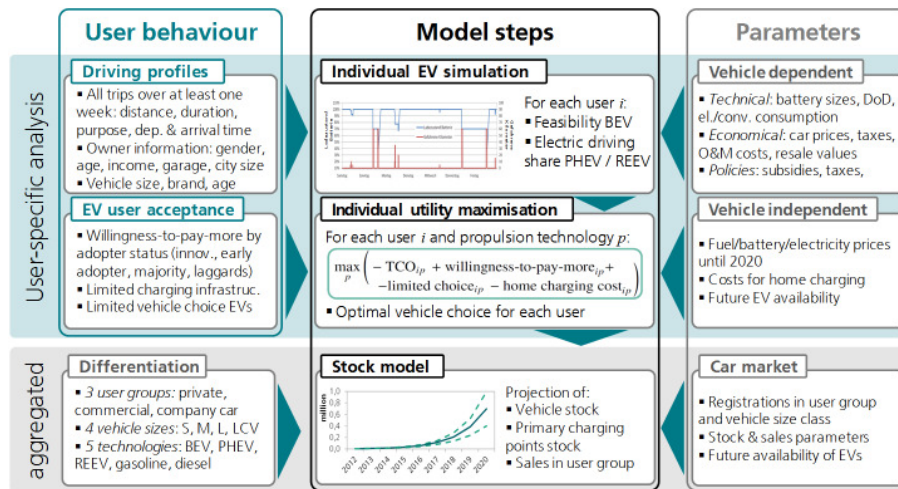 User behaviour
Model steps
Parameters
User-specific analysis
Driving profiles
▪ All trips over at least one
week: distance, duration,
purpose, dep. & arrival time
▪ Owner information: gender,
age, income, garage, city size
▪ Vehicle size, brand, age
Individual EV simulation
For each user i:
▪ Feasibility BEV
▪ Electric driving
share PHEV / REEV
Vehicle dependent
▪ Technical: battery sizes, DoD,
el./conv. consumption
▪ Economical: car prices, taxes,
O&M costs, resale values
▪ Policies: subsidies, taxes,
EV user acceptance
▪ Willingness-to-pay-more by
adopter status (innov., early
adopter, majority, laggards)
▪ Limited charging infrastruc.
▪ Limited vehicle choice EVs
Individual utility maximisation
For each user i and propulsion technology p:
max p ( − TCO ip + willingness-to-pay-more ip +
−limited choice ip − home charging cost ip )
▪ Optimal vehicle choice for each user
Vehicle independent
▪ Fuel/battery/electricity prices
until 2020
▪ Costs for home charging
▪ Future EV availability
aggregated
Differentiation
▪ 3 user groups: private,
commercial, company car
▪ 4 vehicle sizes: S, M, L, LCV
▪ 5 technologies: BEV, PHEV,
REEV, gasoline, diesel
Stock model
million
1,0
0,8
0,6
0,4
0,2
0,0
2012 2013 2014 2015 2016 2017 2018 2019 2020
Projection of:
▪ Vehicle stock
▪ Primary charging
points stock
▪ Sales in user group
Car market
▪ Registrations in user group
and vehicle size class
▪ Stock & sales parameters
▪ Future availability of EVs